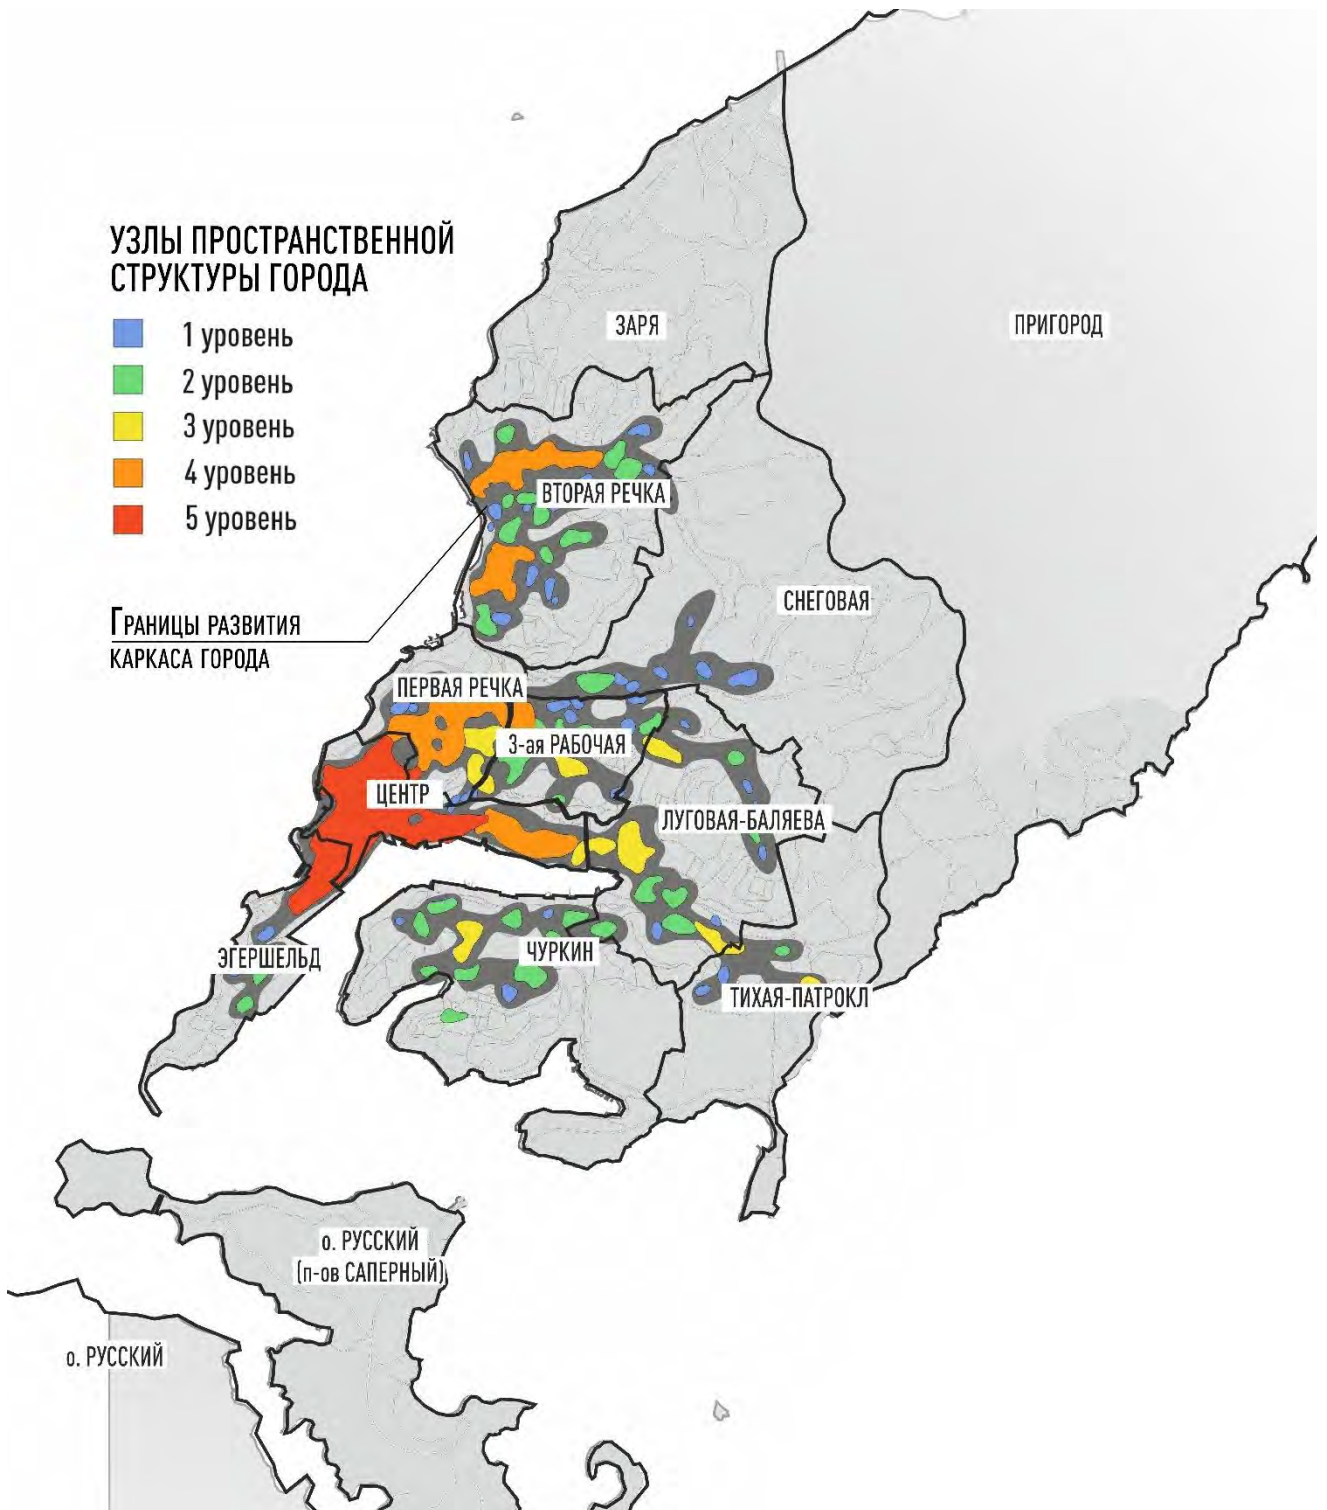 УЗЛЫ ПРОСТРАНСТВЕННОЙ
СТРУКТУРЫ ГОРОДА
1 уровень
2 уровень
3 уровень
4 уровень
5 уровень
ГРАНИЦЫ РАЗВИТИЯ
КАРКАСА ГОРОДА
ЗАРЯ
ПРИГОРОД
ВТОРАЯ РЕЧКА
СНЕГОВАЯ
ПЕРВАЯ РЕЧКА
3-ая РАБОЧАЯ
ЦЕНТР
ЛУГОВАЯ-БАЛЯЕВА
ЭГЕРШЕЛЬД
ЧУРКИН
ТИХАЯ-ПАТРОКЛ
о. РУССКИЙ
(п-ов САПЕРНЫЙ)
о. РУССКИЙ